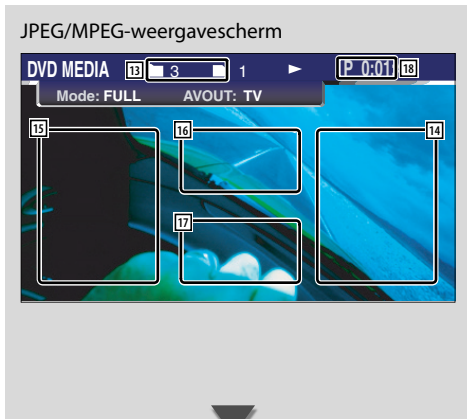 JPEG/MPEG-weergavescherm
DVD MEDIA 13 3 1 ► P 0:01 18
Mode: FULL AVOUT: TV
15 16 14
17